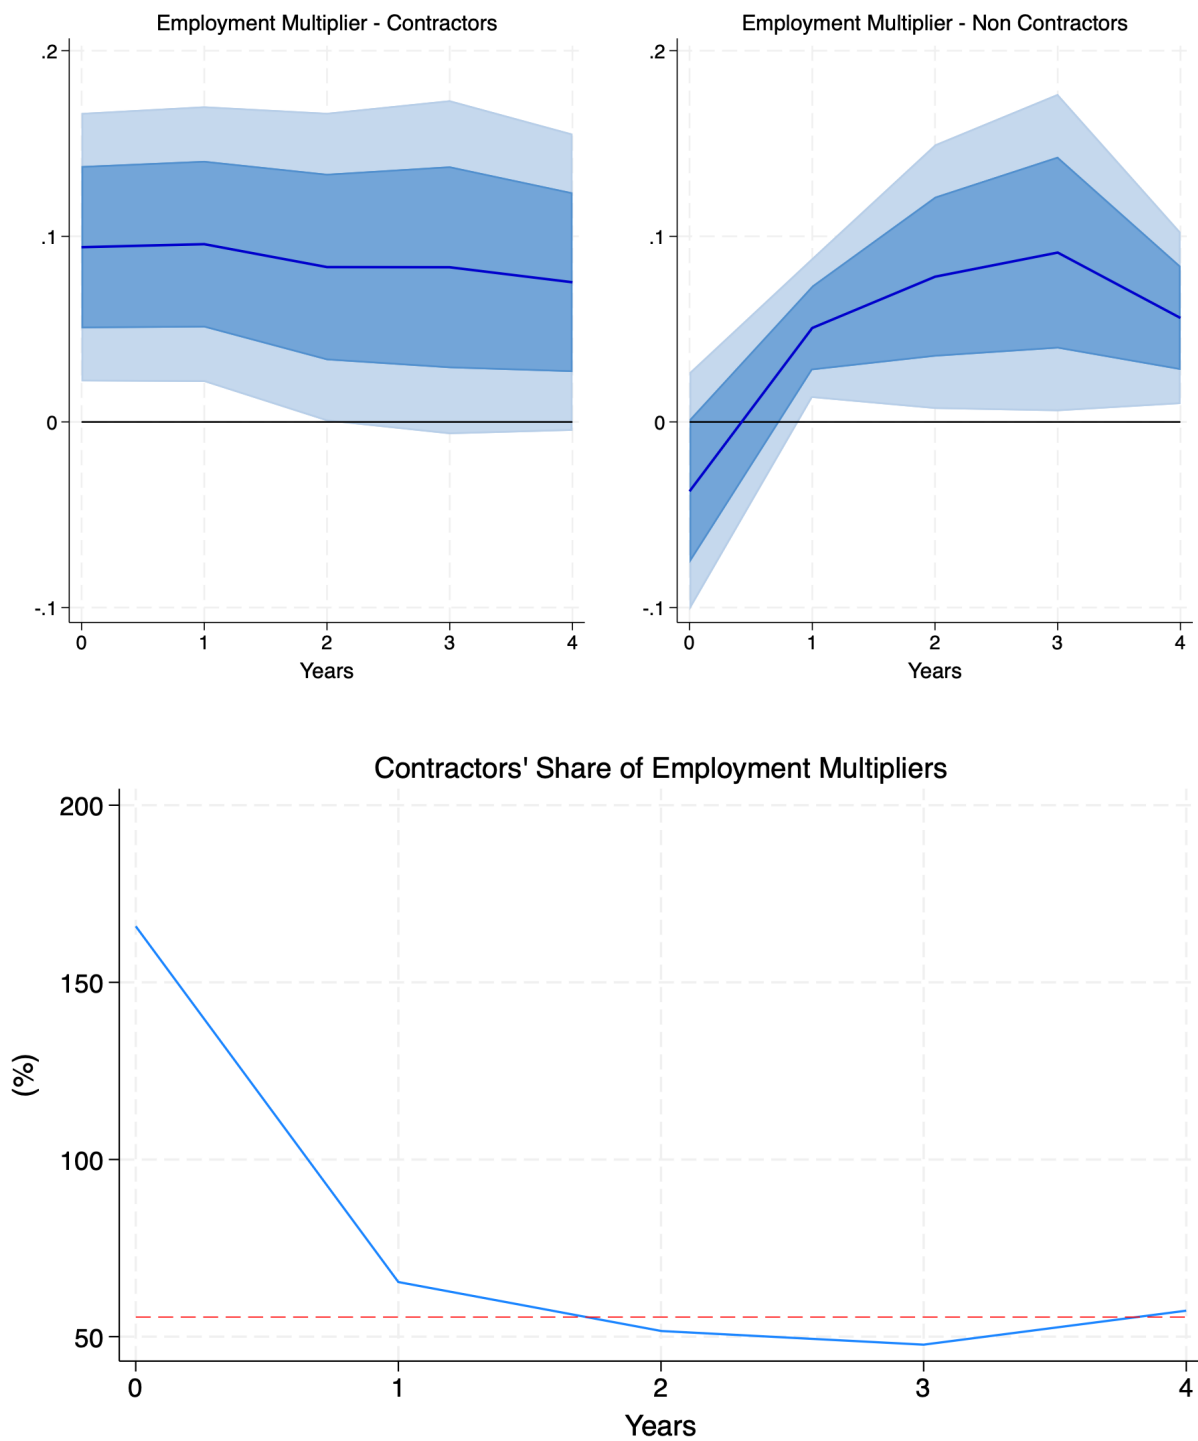 Employment Multiplier - Contractors
.2
.1
0
-.1
0 1 2 3 4
Years
Employment Multiplier - Non Contractors
.2
.1
0
-.1
0 1 2 3 4
Years
Contractors' Share of Employment Multipliers
200
150
100
50
(%)
0 1 2 3 4
Years